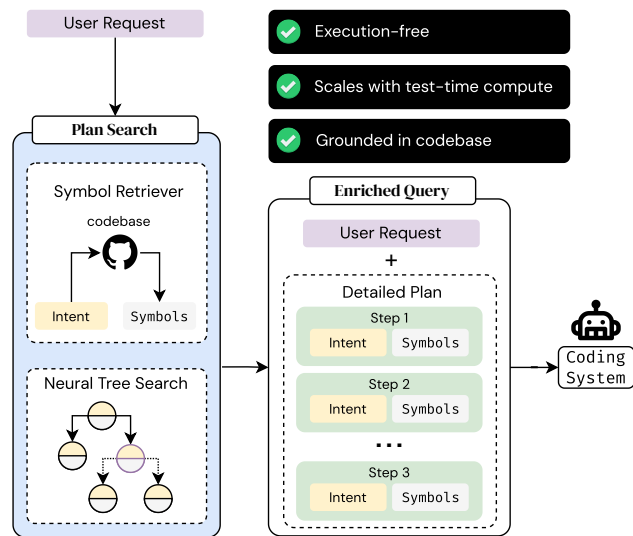 User Request
Execution-free
Scales with test-time compute
Grounded in codebase
Plan Search
Symbol Retriever
codebase
Intent
Symbols
Neural Tree Search
Enriched Query
User Request
+
Detailed Plan
Step 1
Intent
Symbols
Step 2
Intent
Symbols
...
Step 3
Intent
Symbols
Coding
System